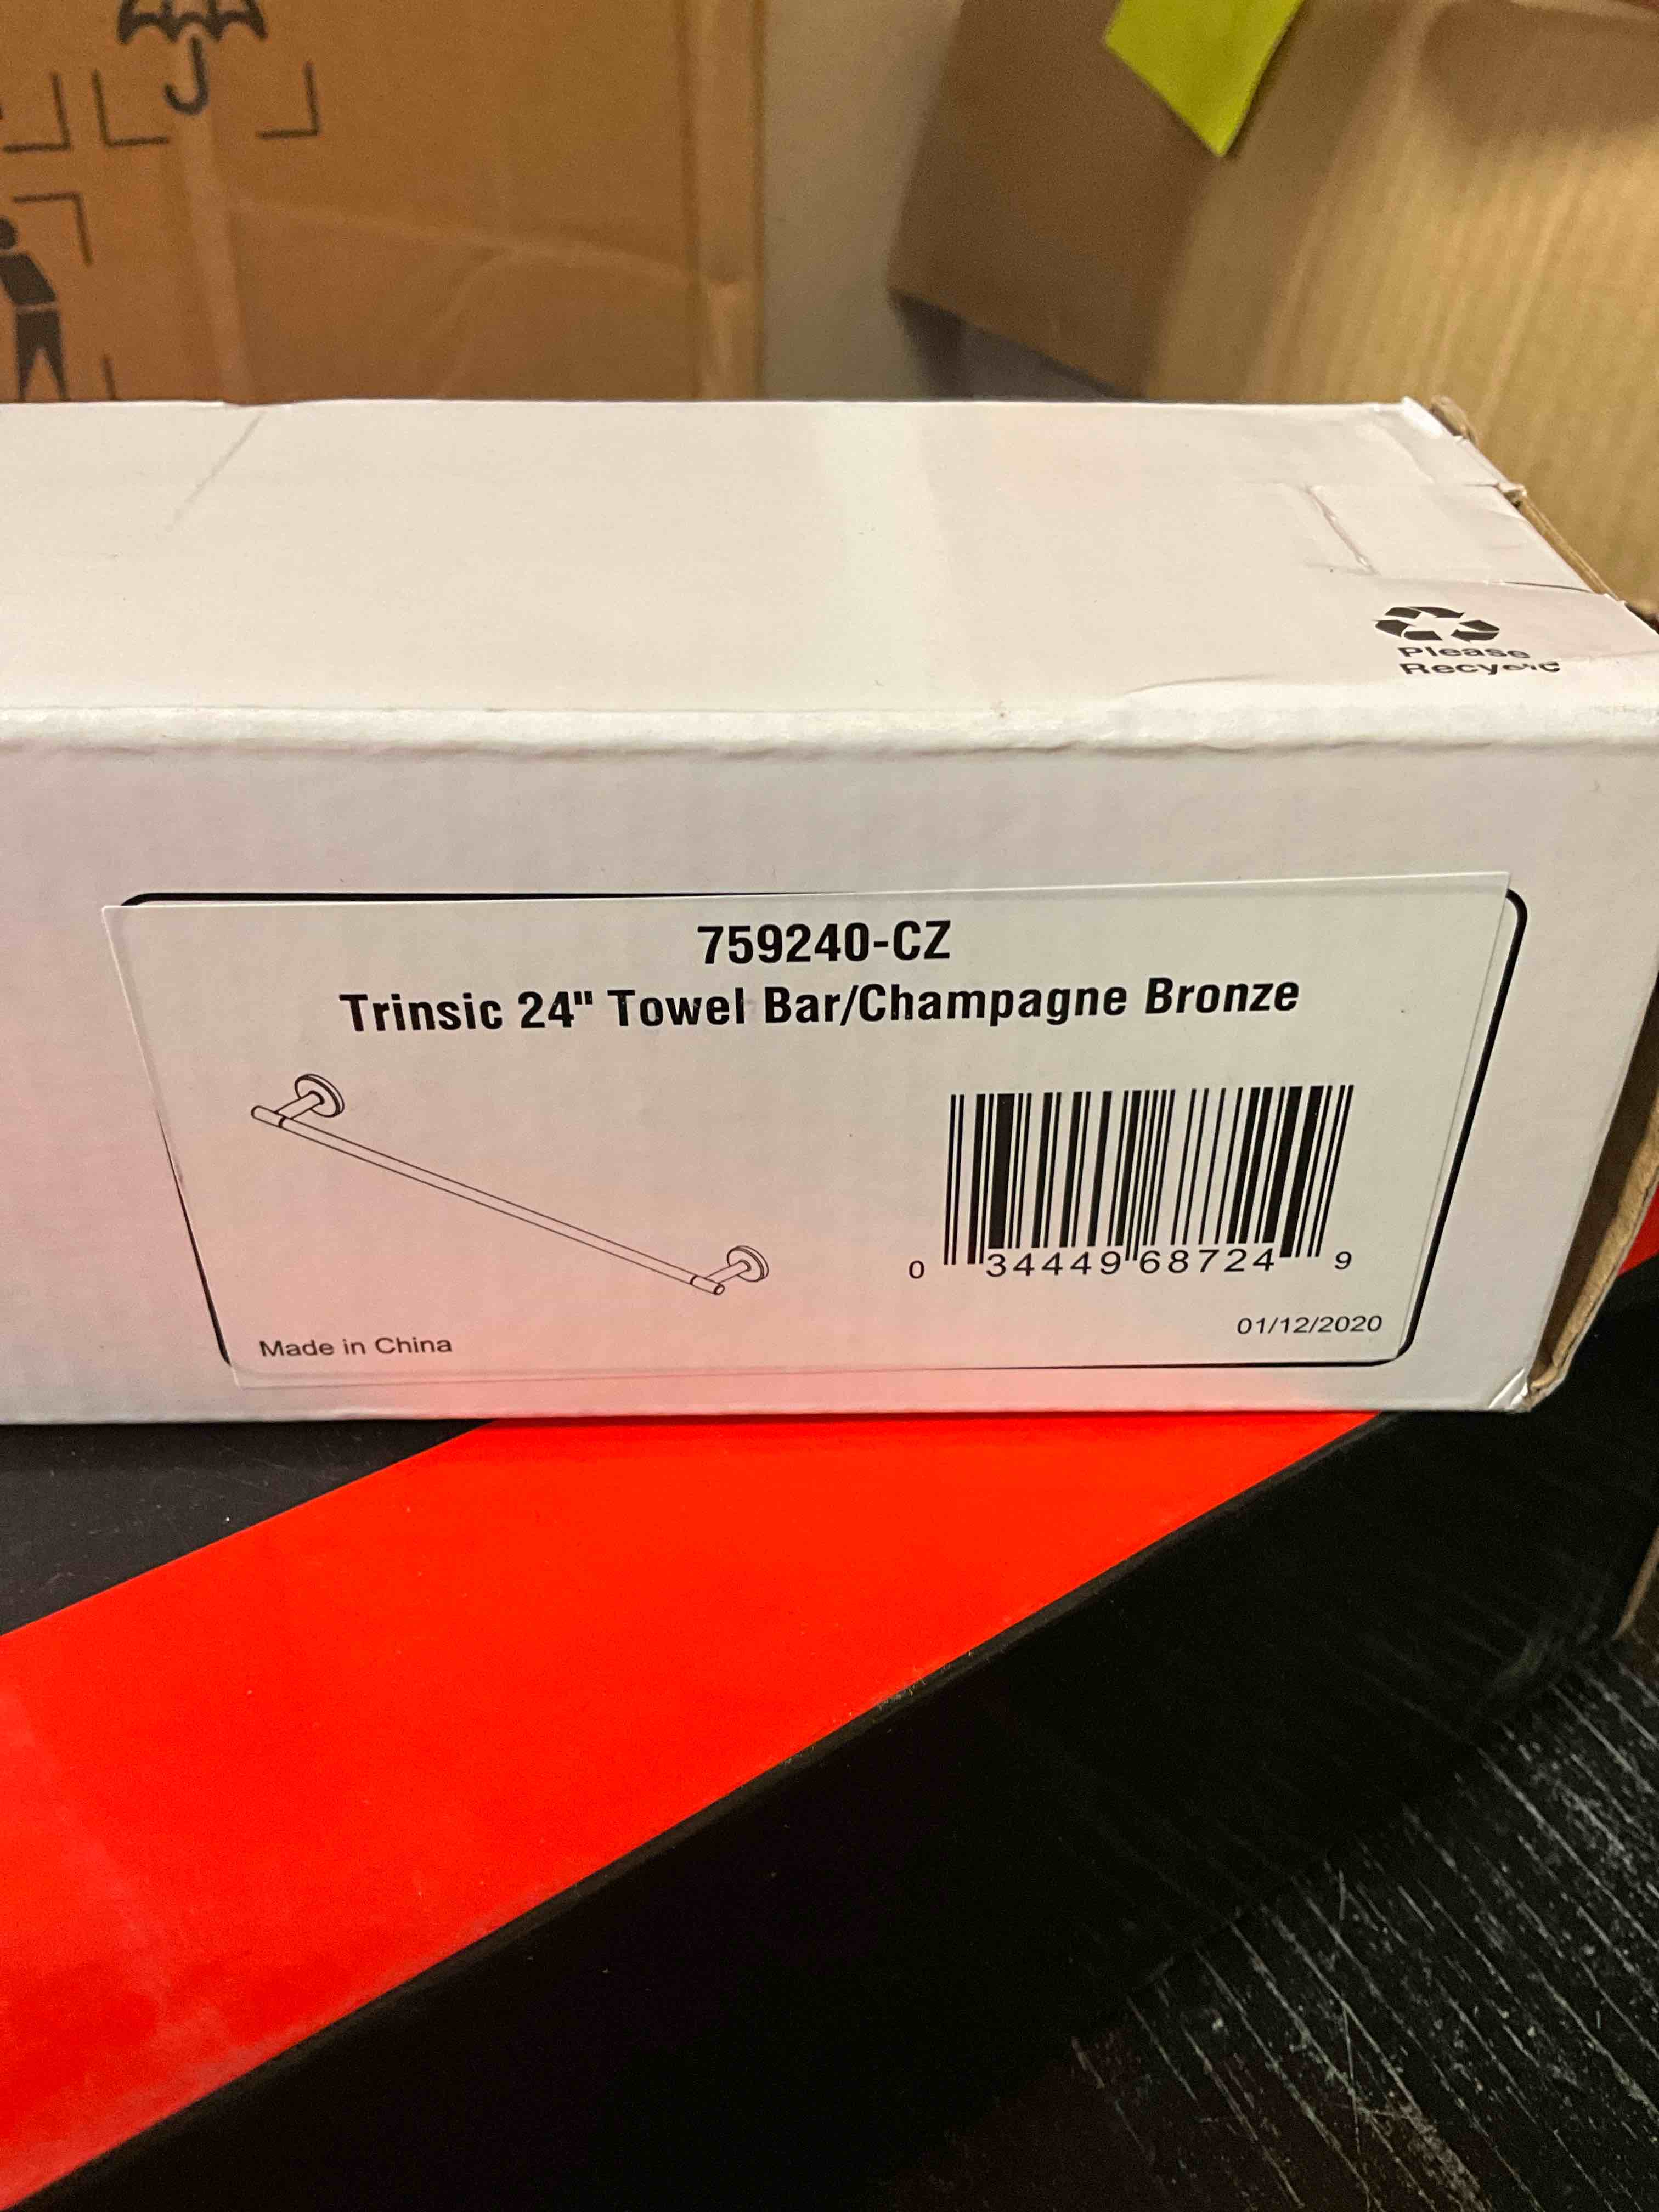 Please
Recycle
759240-CZ
Trinsic 24" Towel Bar/Champagne Bronze
0 34449 68724 9
01/12/2020
Made in China